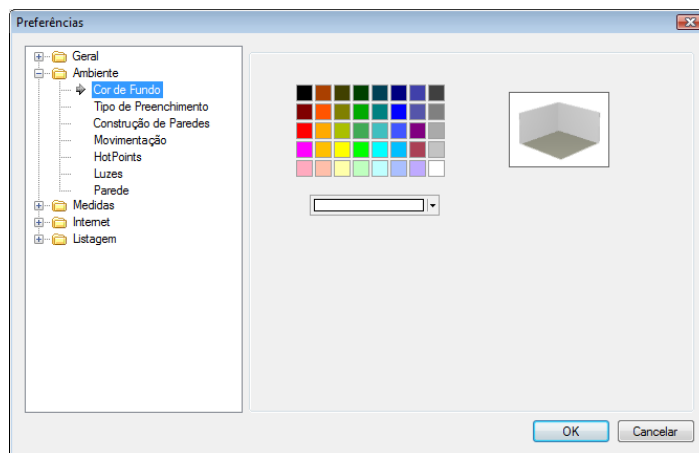 Preferências
Geral
Ambiente
Cor de Fundo
Tipo de Preenchimento
Construção de Paredes
Movimentação
HotPoints
Luzes
Parede
Medidas
Internet
Listagem
OK
Cancelar